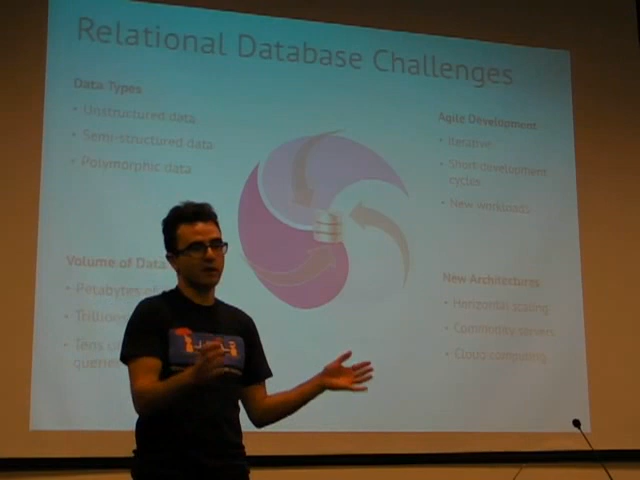 Relational Database Challenges
Data Types
• Unstructured data
• Semi-structured data
• Polymorphic data
Agile Development
• Iterative
• Short development
cycles
• New workloads
Volume of Data
• Petabytes of
• Trillions
• Tens
queries
New Architectures
• Horizontal scaling
• Commodity servers
• Cloud computing